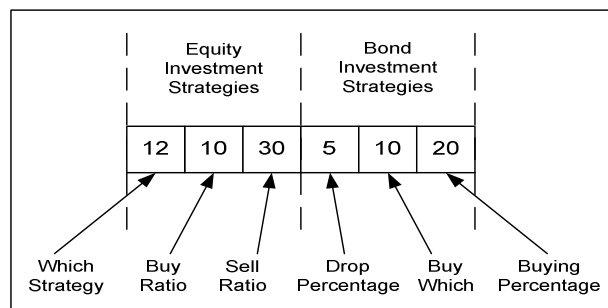 Equity
Investment
Strategies
Bond
Investment
Strategies
12 10 30 5 10 20
Which
Strategy
Buy
Ratio
Sell
Ratio
Drop
Percentage
Buy
Which
Buying
Percentage